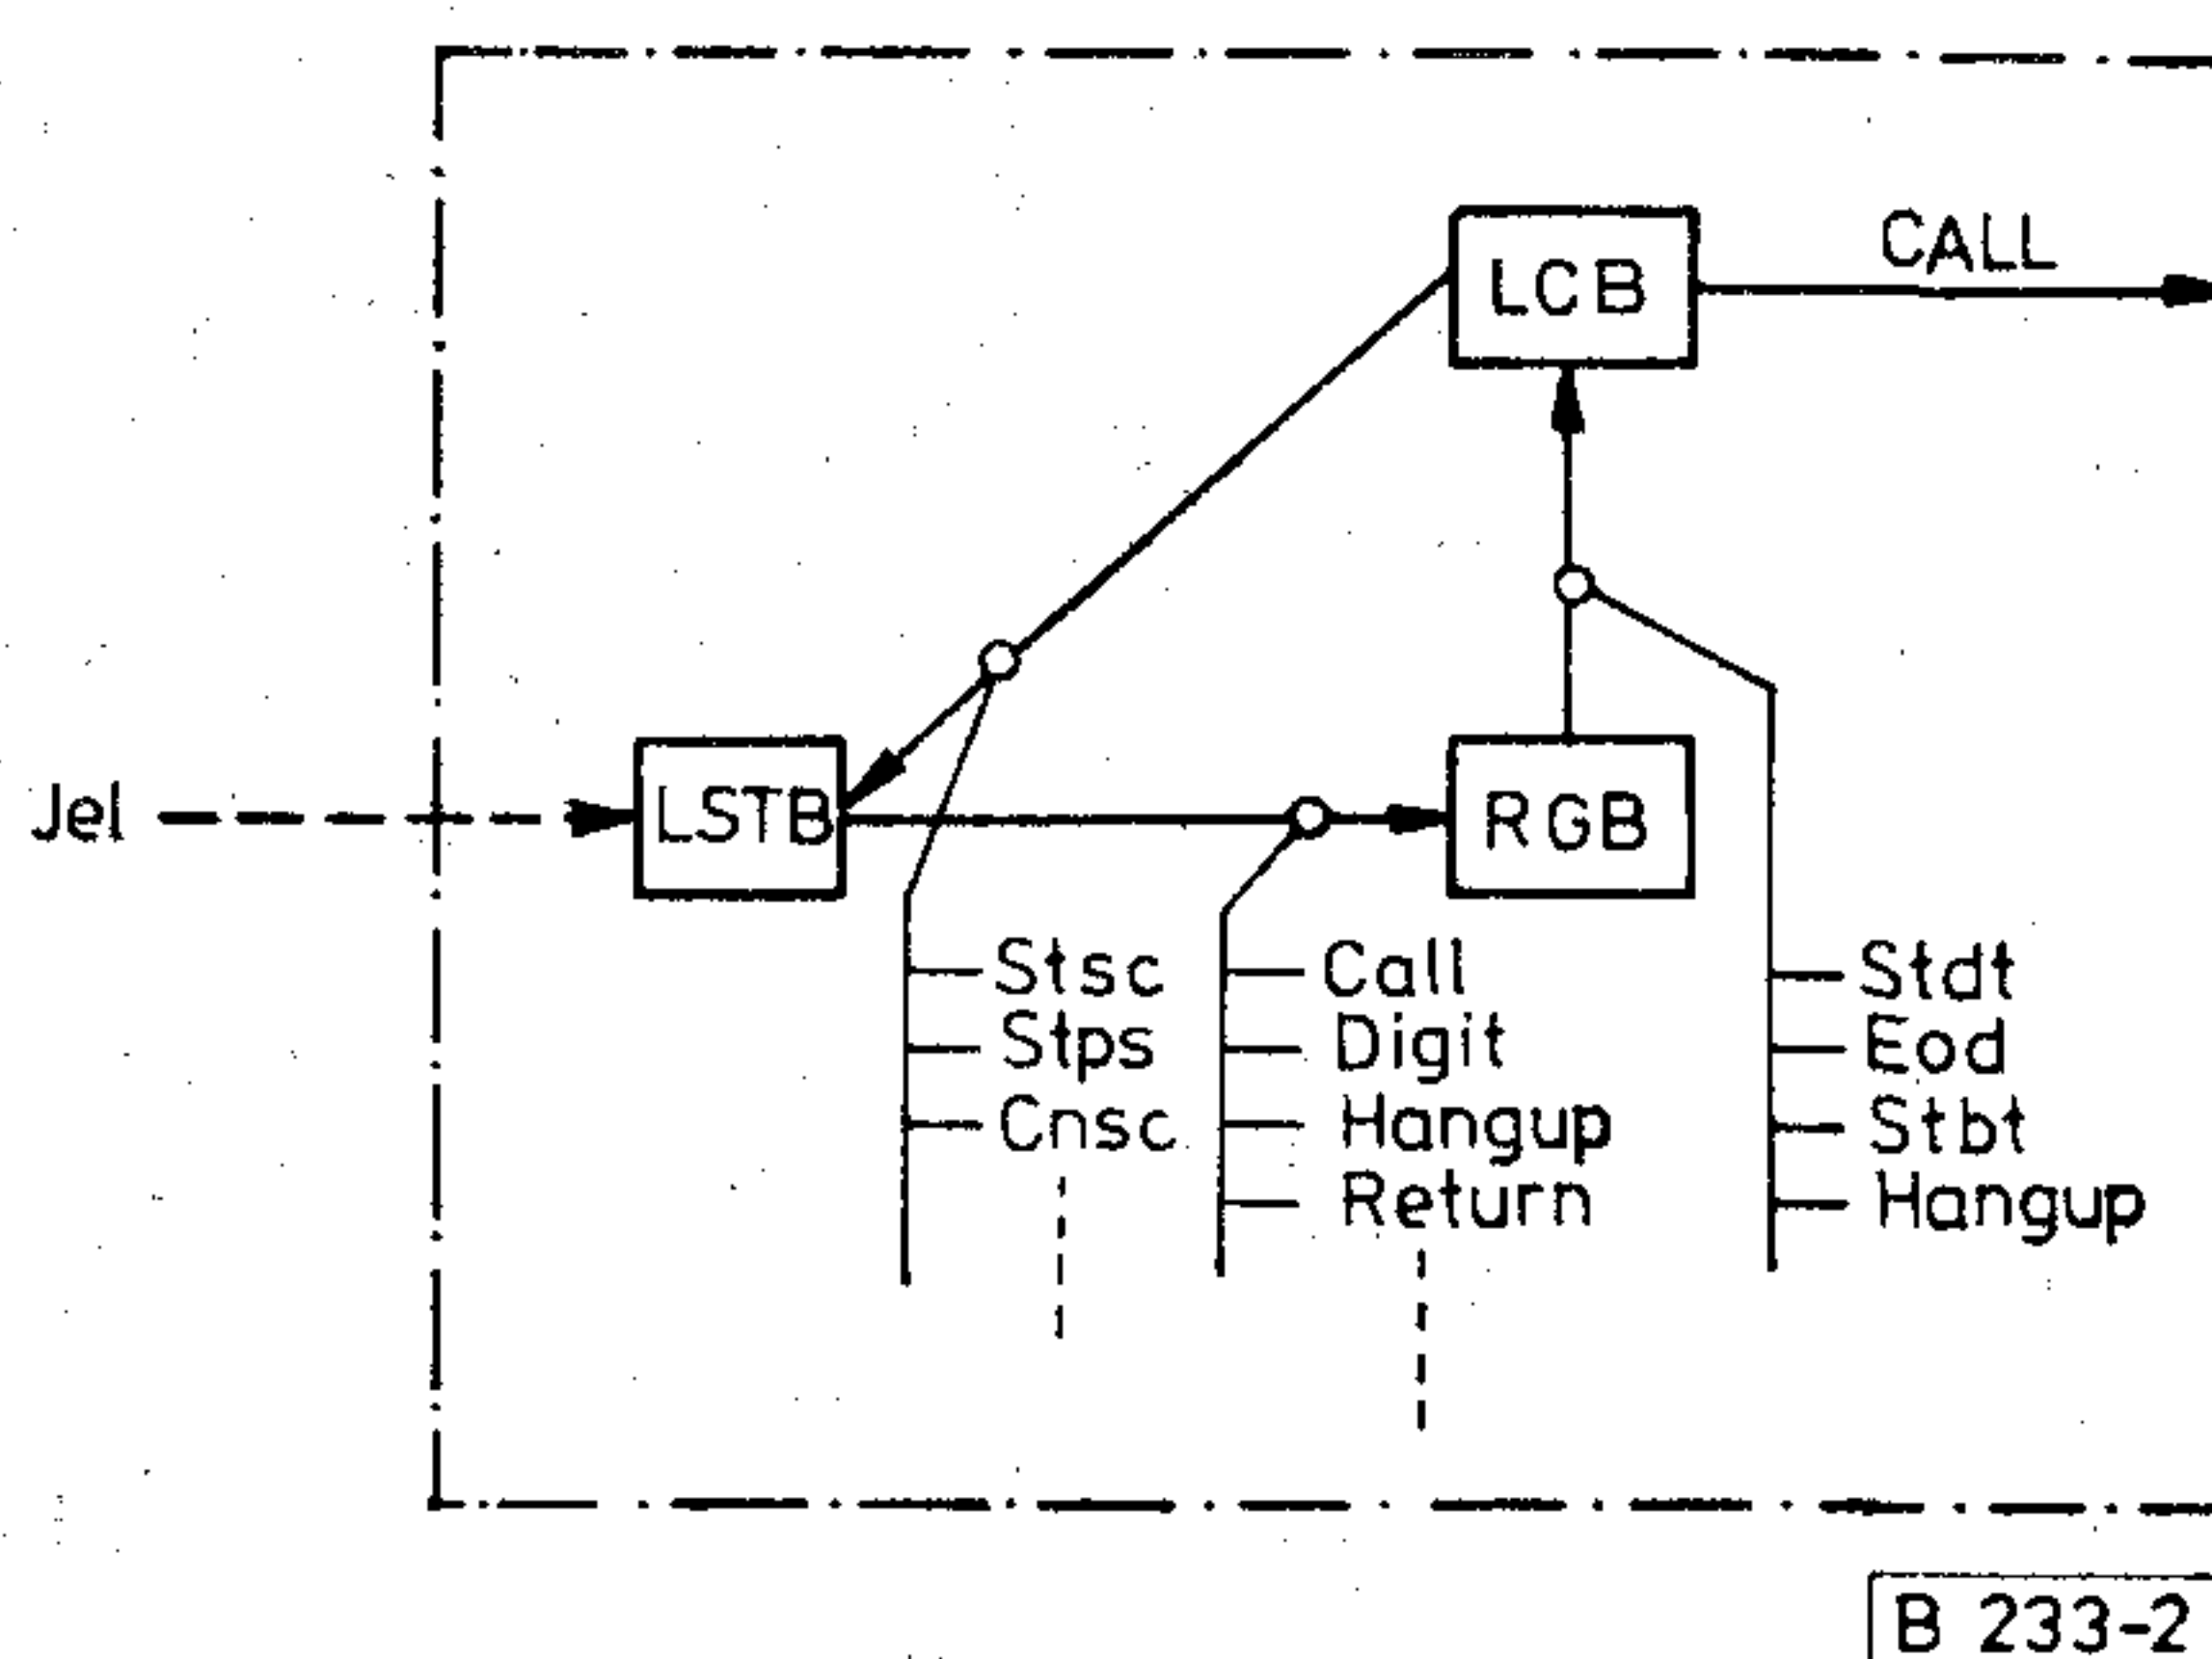 CALL
LCB
Jel
LSTB
RGB
Stsc
Stps
Cnsc
Call
Digit
Hangup
Return
Stdt
Eod
Stbt
Hangup
B 233-2